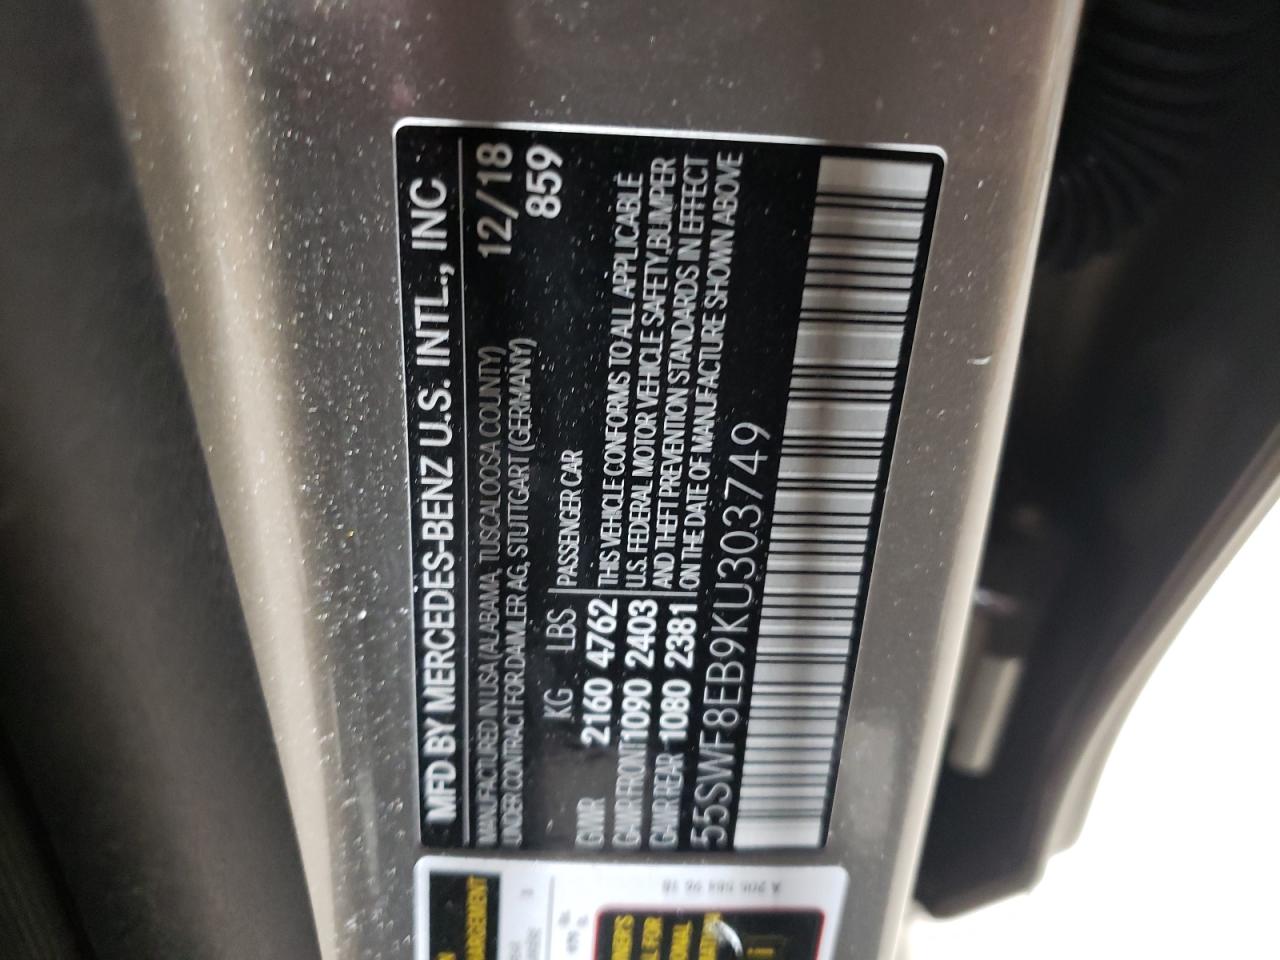 MFD BY MERCEDES-BENZ U.S. INTL., INC
MANUFACTURED IN USA (ALABAMA, TUSCALOOSA COUNTY) 12/18
UNDER CONTRACT FOR DAIMLER AG, STUTTGART (GERMANY) 859
KG LBS PASSENGER CAR
GVWR 2160 4762 THIS VEHICLE CONFORMS TO ALL APPLICABLE
GAWR FRONT 1090 2403 U.S. FEDERAL MOTOR VEHICLE SAFETY, BUMPER
GAWR REAR 1080 2381 AND THEFT PREVENTION STANDARDS IN EFFECT
ON THE DATE OF MANUFACTURE SHOWN ABOVE
55SWF8EB9KU303749